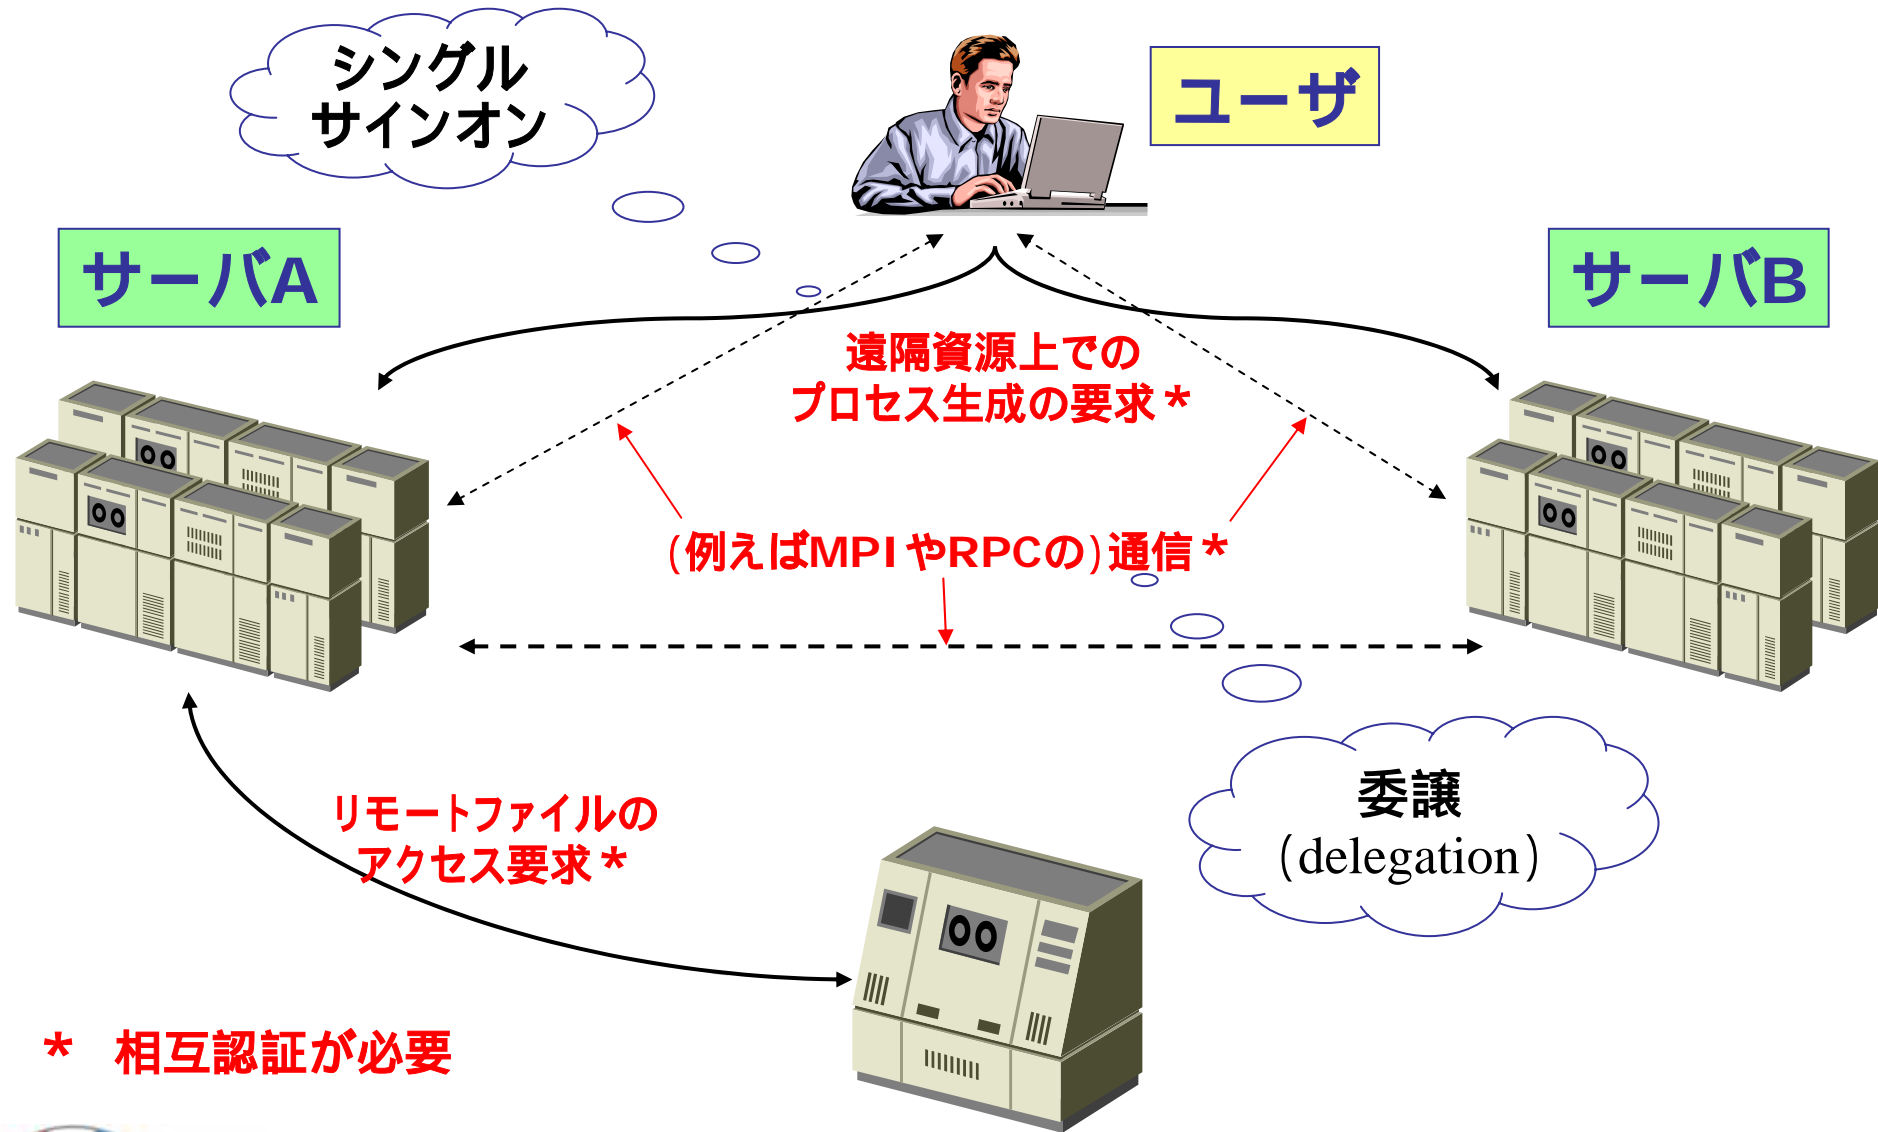 シングル
サインオン
ユーザ
サーバA
サーバB
遠隔資源上での
プロセス生成の要求*
(例えばMPIやRPCの)通信*
リモートファイルの
アクセス要求*
委譲
(delegation)
* 相互認証が必要